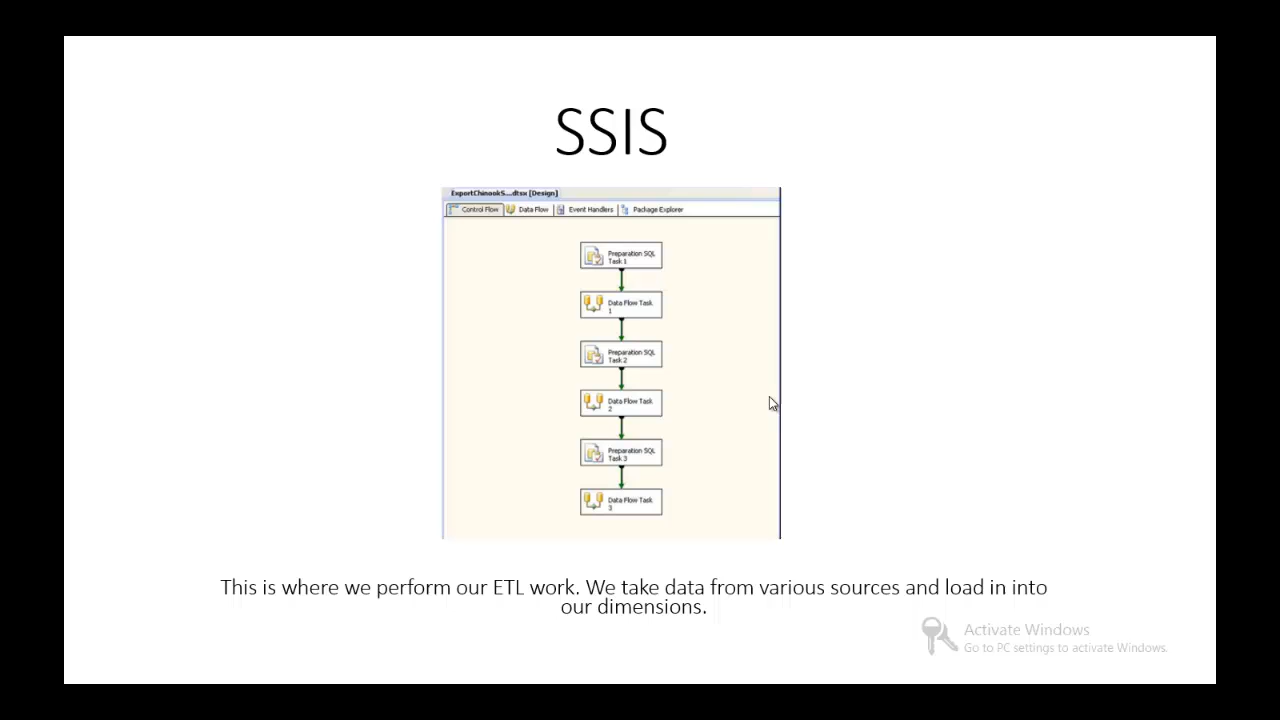 SSIS
ExportChinookS...dtsx [Design]
Control Flow Data Flow Event Handlers Package Explorer
Preparation SQL
Task 1
Data Flow Task
1
Preparation SQL
Task 2
Data Flow Task
2
Preparation SQL
Task 3
Data Flow Task
3
This is where we perform our ETL work. We take data from various sources and load in into
our dimensions.
Activate Windows
Go to PC settings to activate Windows.